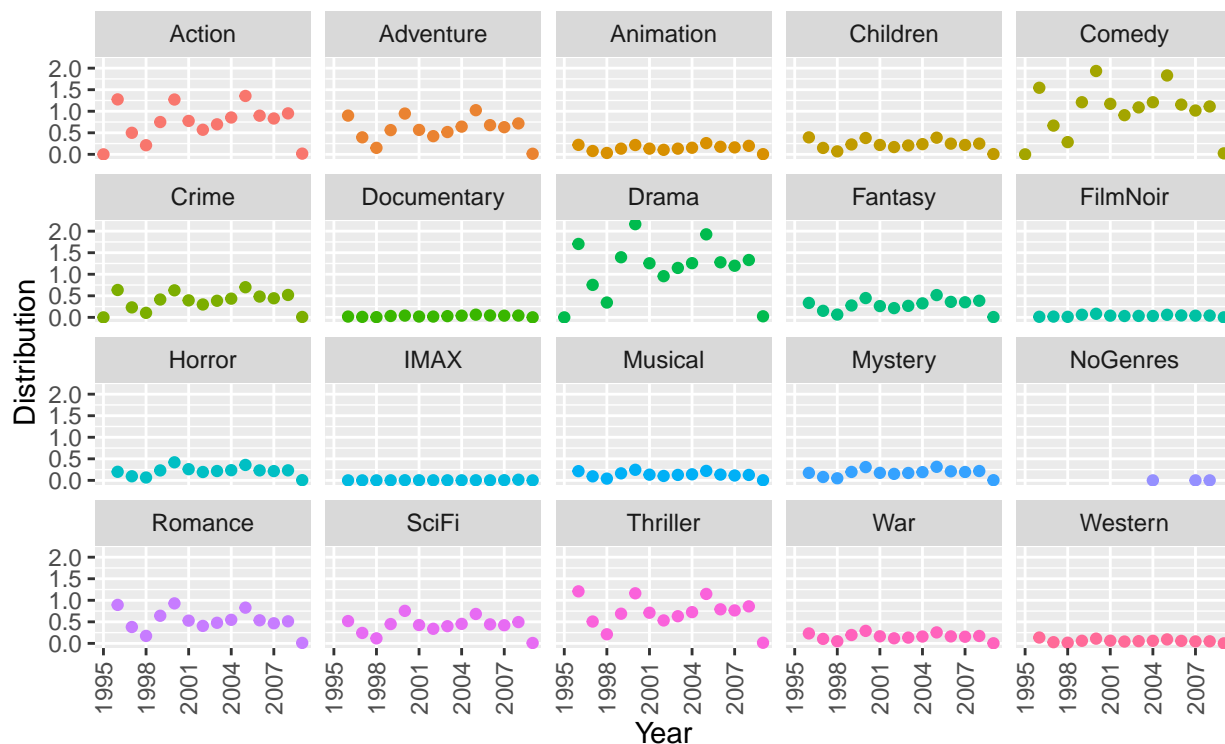 Action Adventure Animation Children Comedy
2.0
1.5
1.0
0.5
0.0
Crime Documentary Drama Fantasy FilmNoir
2.0
1.5
1.0
0.5
0.0
Horror IMAX Musical Mystery NoGenres
2.0
1.5
1.0
0.5
0.0
Romance SciFi Thriller War Western
2.0
1.5
1.0
0.5
0.0
1995 1998 2001 2004 2007 1995 1998 2001 2004 2007 1995 1998 2001 2004 2007 1995 1998 2001 2004 2007 1995 1998 2001 2004 2007
Year
Distribution